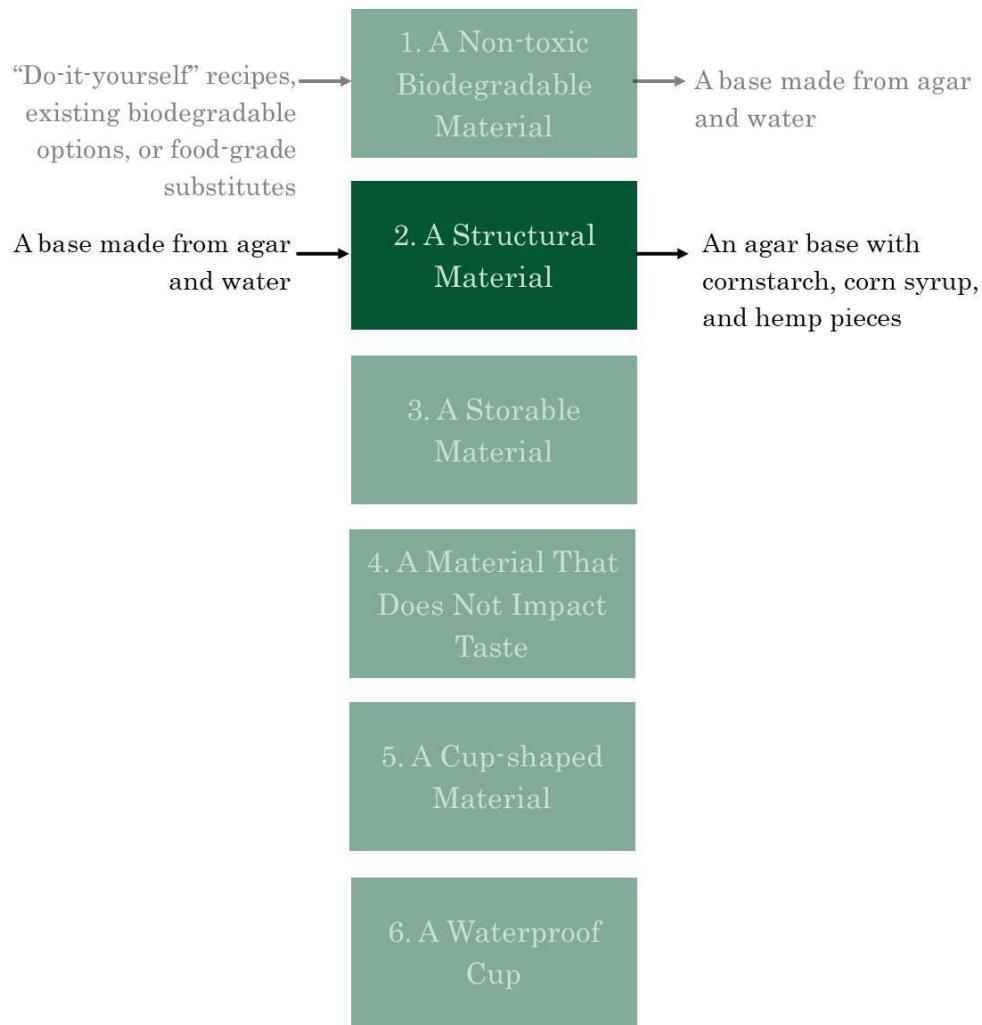 “Do-it-yourself” recipes,
existing biodegradable
options, or food-grade
substitutes
1. A Non-toxic
Biodegradable
Material
A base made from agar
and water
A base made from agar
and water
2. A Structural
Material
An agar base with
cornstarch, corn syrup,
and hemp pieces
3. A Storable
Material
4. A Material That
Does Not Impact
Taste
5. A Cup-shaped
Material
6. A Waterproof
Cup